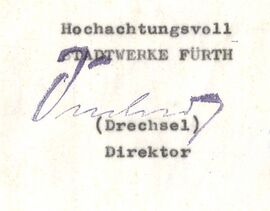 Hochachtungsvoll
STADTWERKE FÜRTH
(Drechsel)
Direktor